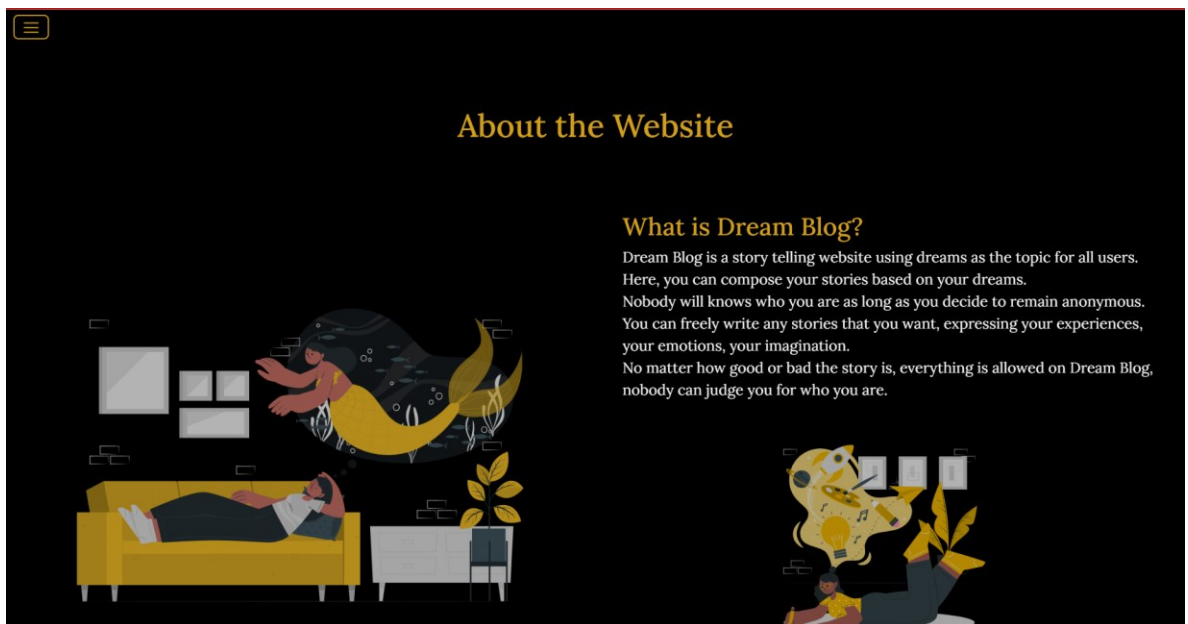 About the Website
What is Dream Blog?
Dream Blog is a story telling website using dreams as the topic for all users.
Here, you can compose your stories based on your dreams.
Nobody will knows who you are as long as you decide to remain anonymous.
You can freely write any stories that you want, expressing your experiences,
your emotions, your imagination.
No matter how good or bad the story is, everything is allowed on Dream Blog,
nobody can judge you for who you are.